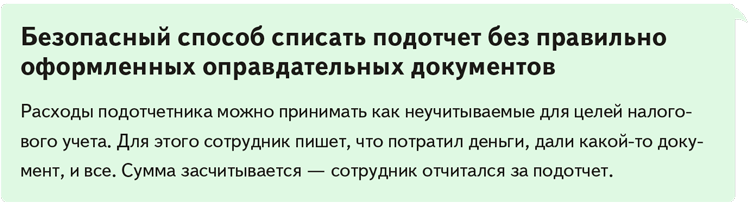 Безопасный способ списать подотчет без правильно
оформленных оправдательных документов
Расходы подотчетника можно принимать как неучитываемые для целей налого-
вого учета. Для этого сотрудник пишет, что потратил деньги, дали какой-то доку-
мент, и все. Сумма засчитывается — сотрудник отчитался за подотчет.